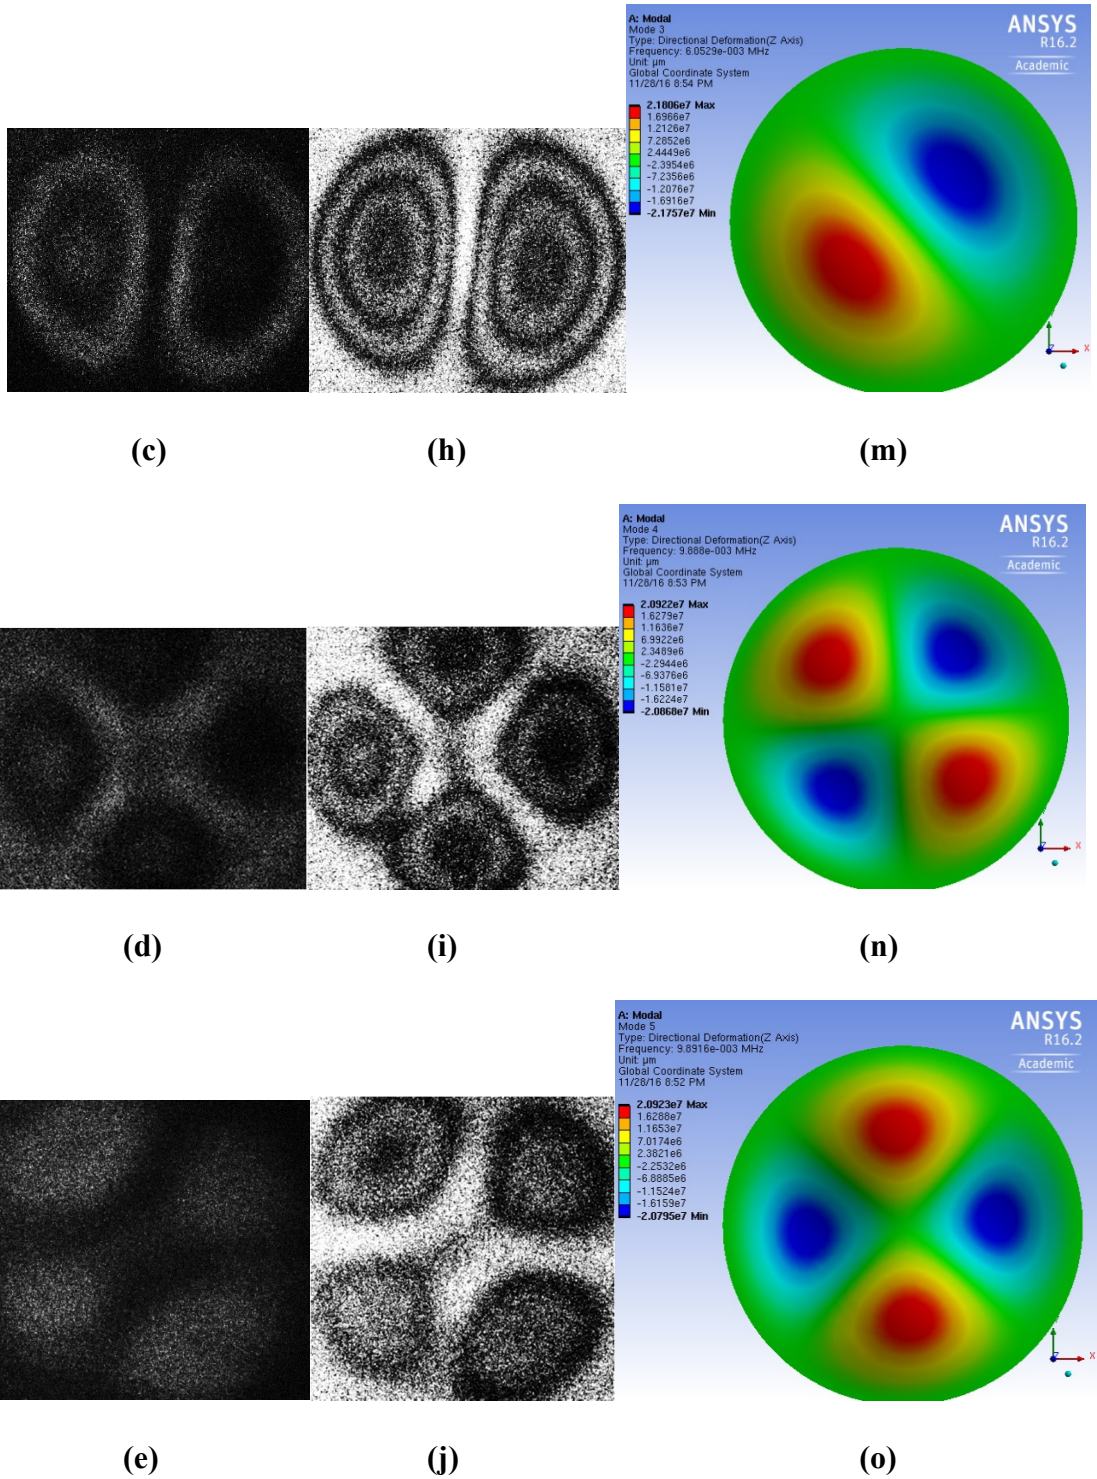 A: Modal
Mode 3
Type: Directional Deformation(Z Axis)
Frequency: 6.0529e-003 MHz
Unit: µm
Global Coordinate System
11/28/16 8:54 PM
ANSYS
R16.2
Academic
2.1806e7 Max
1.6966e7
1.2126e7
7.2852e6
2.4449e6
-2.3954e6
-7.2356e6
-1.2076e7
-1.6916e7
-2.1757e7 Min
Y
Z
X
(c)
(h)
(m)
A: Modal
Mode 4
Type: Directional Deformation(Z Axis)
Frequency: 9.888e-003 MHz
Unit: µm
Global Coordinate System
11/28/16 8:53 PM
ANSYS
R16.2
Academic
2.0922e7 Max
1.6279e7
1.1636e7
6.9922e6
2.3489e6
-2.2944e6
-6.9376e6
-1.1581e7
-1.6224e7
-2.0868e7 Min
Y
Z
X
(d)
(i)
(n)
A: Modal
Mode 5
Type: Directional Deformation(Z Axis)
Frequency: 9.8916e-003 MHz
Unit: µm
Global Coordinate System
11/28/16 8:52 PM
ANSYS
R16.2
Academic
2.0923e7 Max
1.6288e7
1.1653e7
7.0174e6
2.3821e6
-2.2532e6
-6.8885e6
-1.1524e7
-1.6159e7
-2.0795e7 Min
Y
Z
X
(e)
(j)
(o)